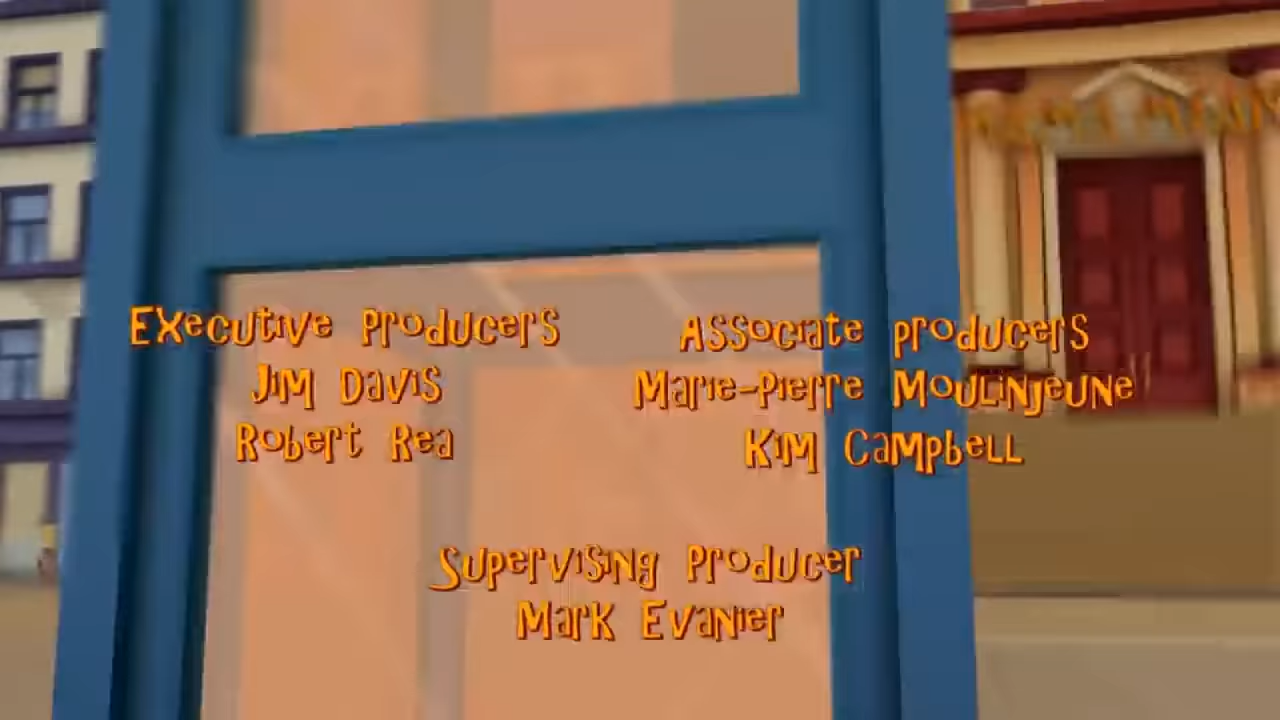 Executive Producers
Jim Davis
Robert Rea
Associate producers
Marie-Pierre Moulinjeune
Kim Campbell
Supervising Producer
Mark Evanier